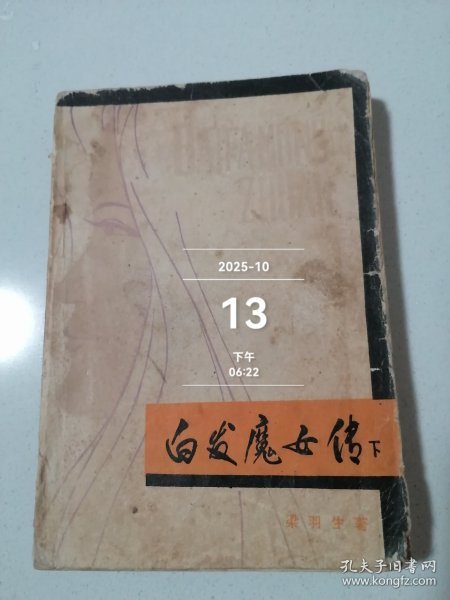 2025-10
13
下午
06:22
白发魔女传 下
梁羽生著
孔夫子旧书网
www.kongfz.com